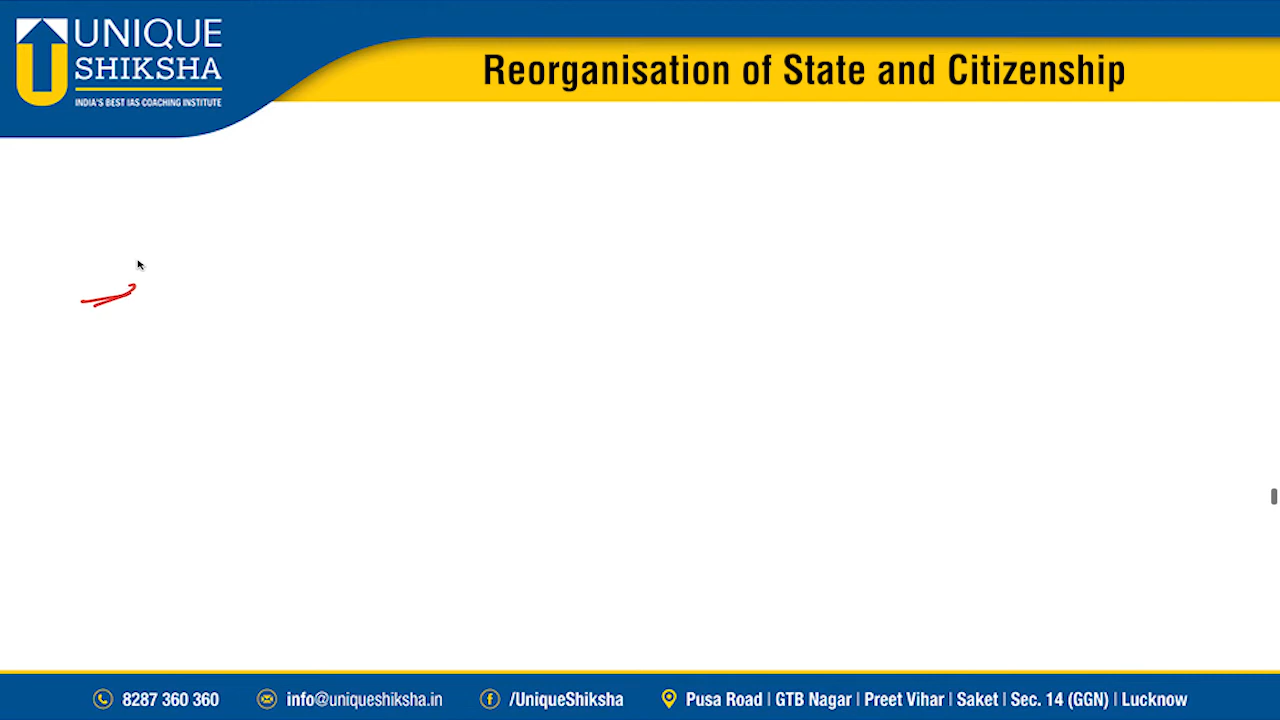 UNIQUE
SHIKSHA
INDIA'S BEST IAS COACHING INSTITUTE
Reorganisation of State and Citizenship
8287 360 360
info@uniqueshiksha.in
/UniqueShiksha
Pusa Road | GTB Nagar | Preet Vihar | Saket | Sec. 14 (GGN) | Lucknow